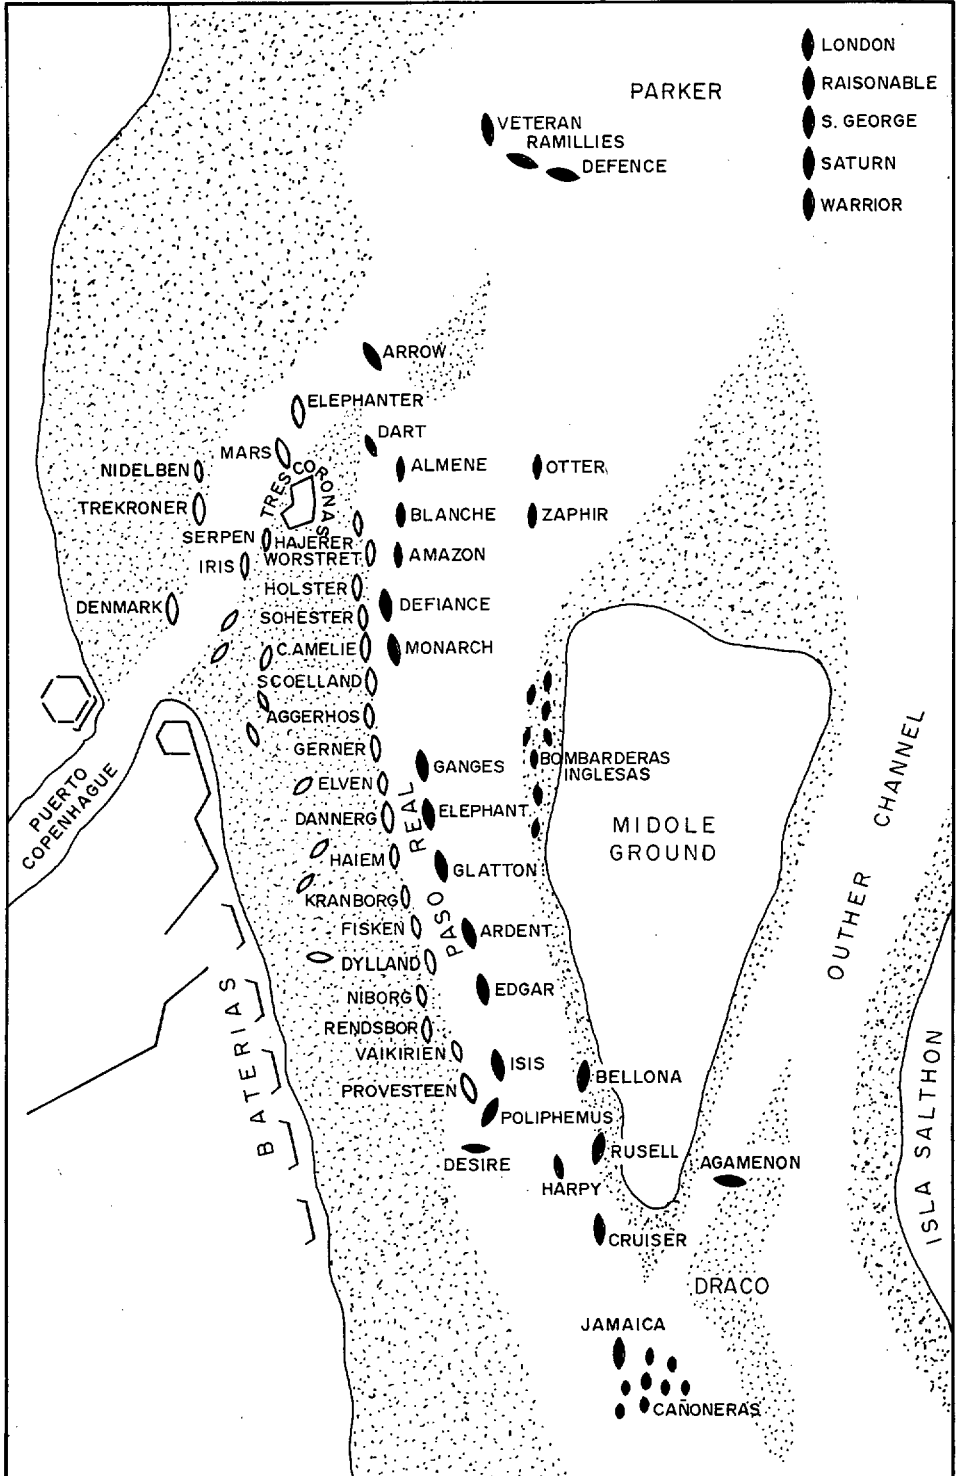 LONDON
PARKER
RAISONABLE
VETERAN
S. GEORGE
RAMILLIES
DEFENCE
SATURN
WARRIOR
ARROW
ELEPHANTER
DART
MARS
ALMENE
OTTER
NIDELBEN
TRES CORONAS
TREKRONER
BLANCHE
ZAPHIR
SERPEN
HAJERER
WORSTRET
AMAZON
IRIS
HOLSTER
DENMARK
DEFIANCE
SOHESTER
C.AMELIE
MONARCH
SCOELLAND
AGGERHOS
GERNER
GANGES
BOMBARDERAS
INGLESAS
ELVEN
PUERTO
COPENHAGUE
DANNERG
ELEPHANT
MIDOLE
GROUND
OUTHER CHANNEL
PASO REAL
HAIEM
GLATTON
KRANBORG
FISKEN
ARDENT
DYLLAND
BATERIAS
NIBORG
EDGAR
RENDSBOR
VAIKIRIEN
ISIS
BELLONA
PROVESTEEN
POLIPHEMUS
ISLA SALTHON
DESIRE
RUSELL
AGAMENON
HARPY
CRUISER
DRACO
JAMAICA
CAÑONERAS